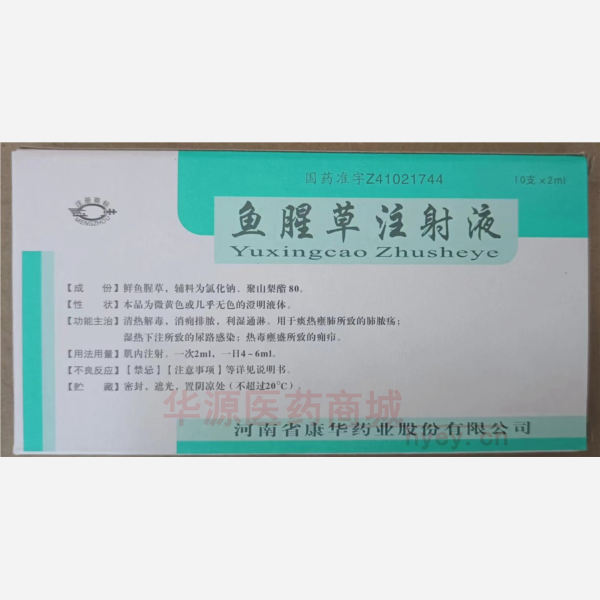 国药准字Z41021744
10支×2ml
注册商标
MENGZHOU
鱼腥草注射液
Yuxingcao Zhusheye
【成 份】鲜鱼腥草，辅料为氯化钠、聚山梨酯80。
【性 状】本品为微黄色或几乎无色的澄明液体。
【功能主治】清热解毒，消痈排脓，利湿通淋。用于痰热壅肺所致的肺脓疡；
湿热下注所致的尿路感染；热毒壅盛所致的痈疖。
【用法用量】肌内注射。一次2ml，一日4-6ml。
【不良反应】【禁忌】【注意事项】等详见说明书。
【贮 藏】密封，遮光，置阴凉处（不超过20℃）。
华源医药商城
河南省康华药业股份有限公司
hyey.cn